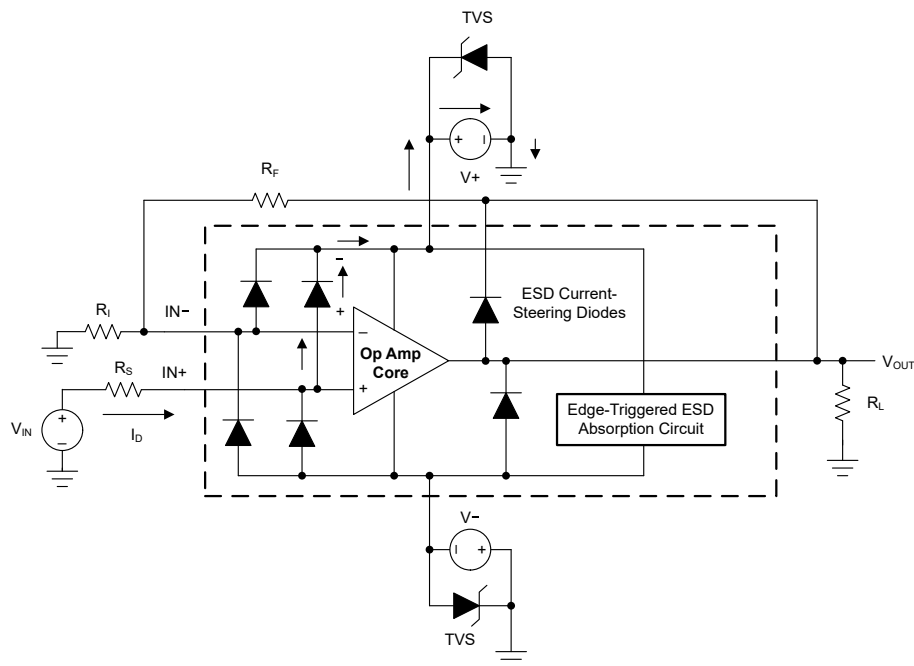 TVS
+ −
V+
RF
−
+
ESD Current-
Steering Diodes
RI
IN−
−
Op Amp
Core
+
VOUT
RS
IN+
RL
Edge-Triggered ESD
Absorption Circuit
VIN
+
−
ID
V−
− +
TVS